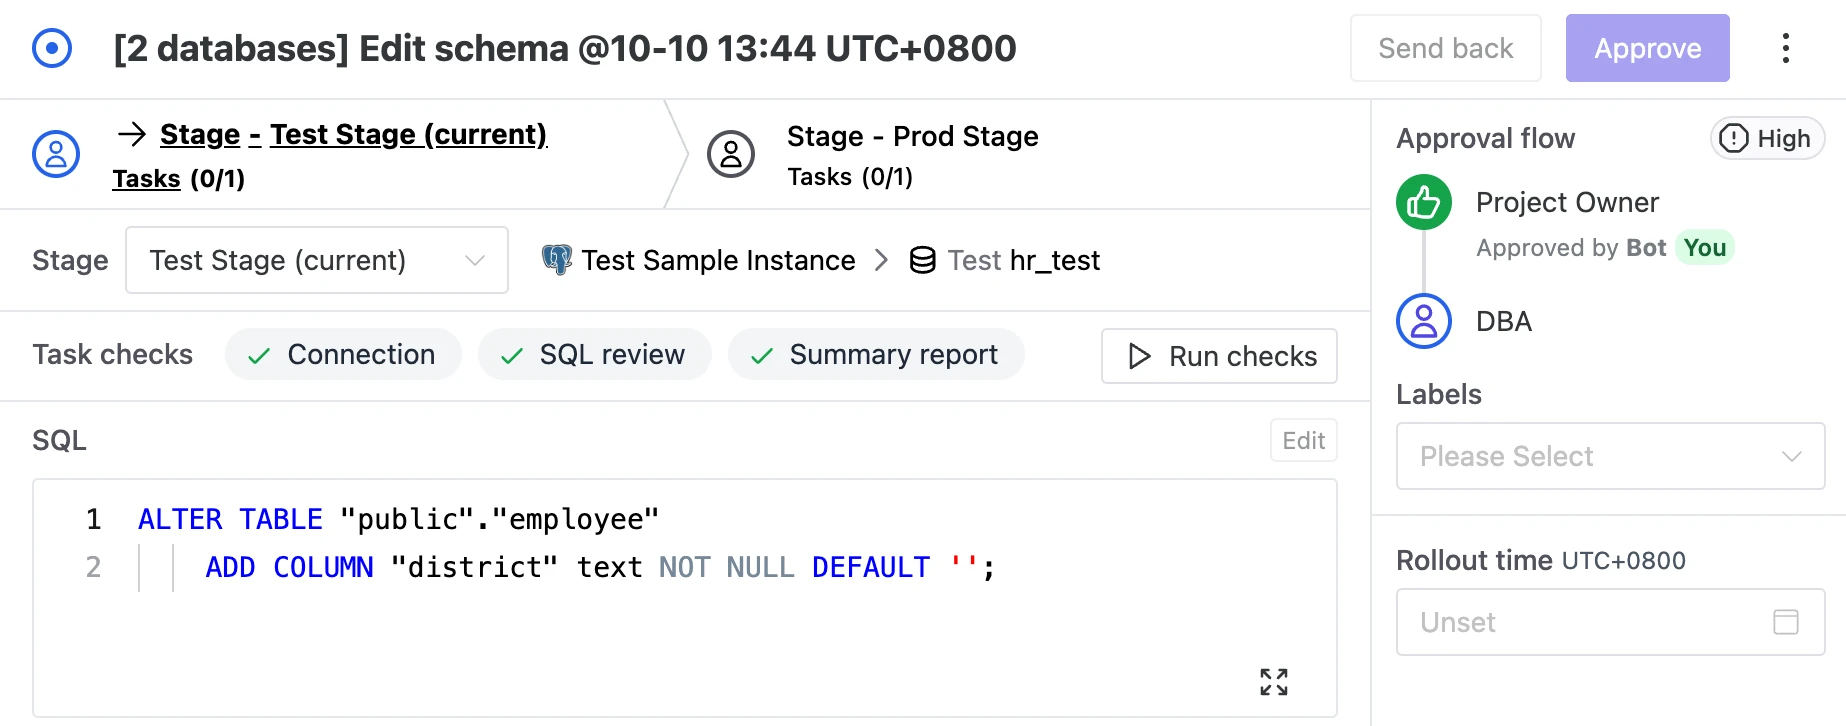 [2 databases] Edit schema @10-10 13:44 UTC+0800
Send back
Approve
→ Stage - Test Stage (current)
Tasks (0/1)
Stage - Prod Stage
Tasks (0/1)
Stage
Test Stage (current)
Test Sample Instance > Test hr_test
Task checks
Connection
SQL review
Summary report
Run checks
SQL
Edit
1 ALTER TABLE "public"."employee"
2 ADD COLUMN "district" text NOT NULL DEFAULT '';
Approval flow
High
Project Owner
Approved by Bot You
DBA
Labels
Please Select
Rollout time UTC+0800
Unset